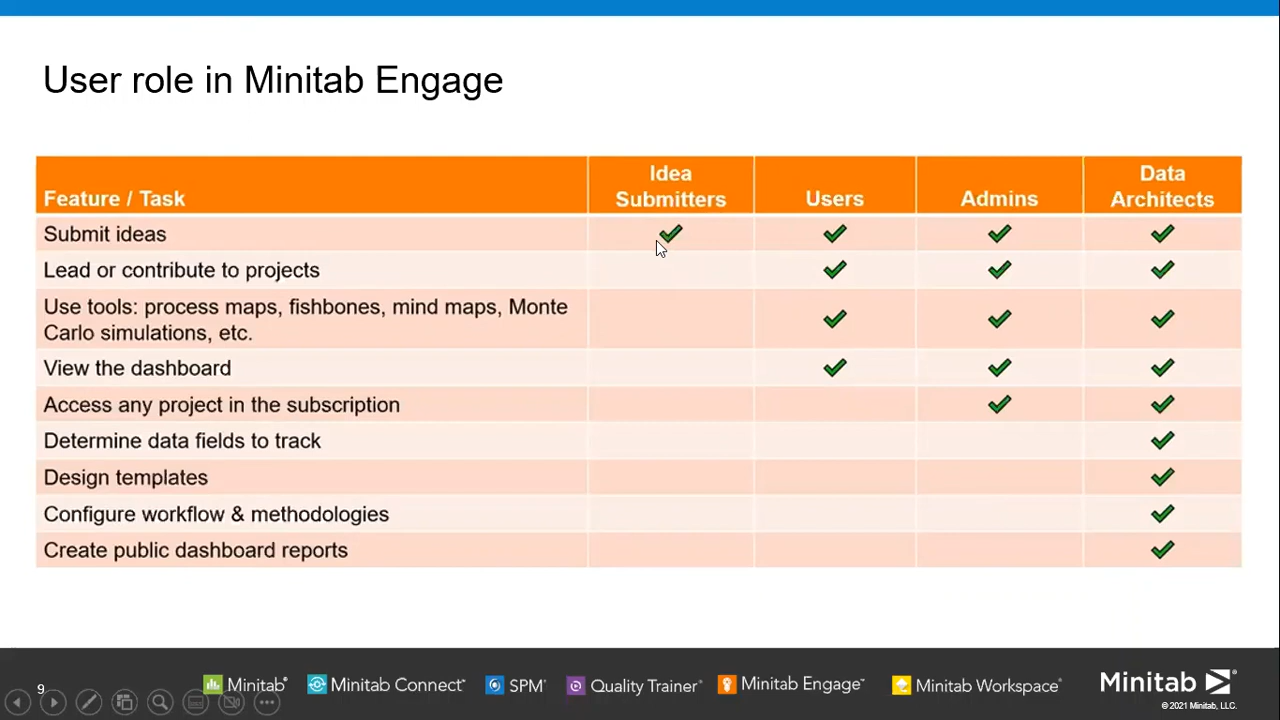 User role in Minitab Engage
Idea
Submitters
Data
Architects
Feature / Task
Users
Admins
Submit ideas
Lead or contribute to projects
Use tools: process maps, fishbones, mind maps, Monte
Carlo simulations, etc.
View the dashboard
Access any project in the subscription
Determine data fields to track
Design templates
Configure workflow & methodologies
Create public dashboard reports
9
Minitab®
Minitab Connect®
SPM®
Quality Trainer®
Minitab Engage™
Minitab Workspace®
Minitab®
© 2021 Minitab, LLC.